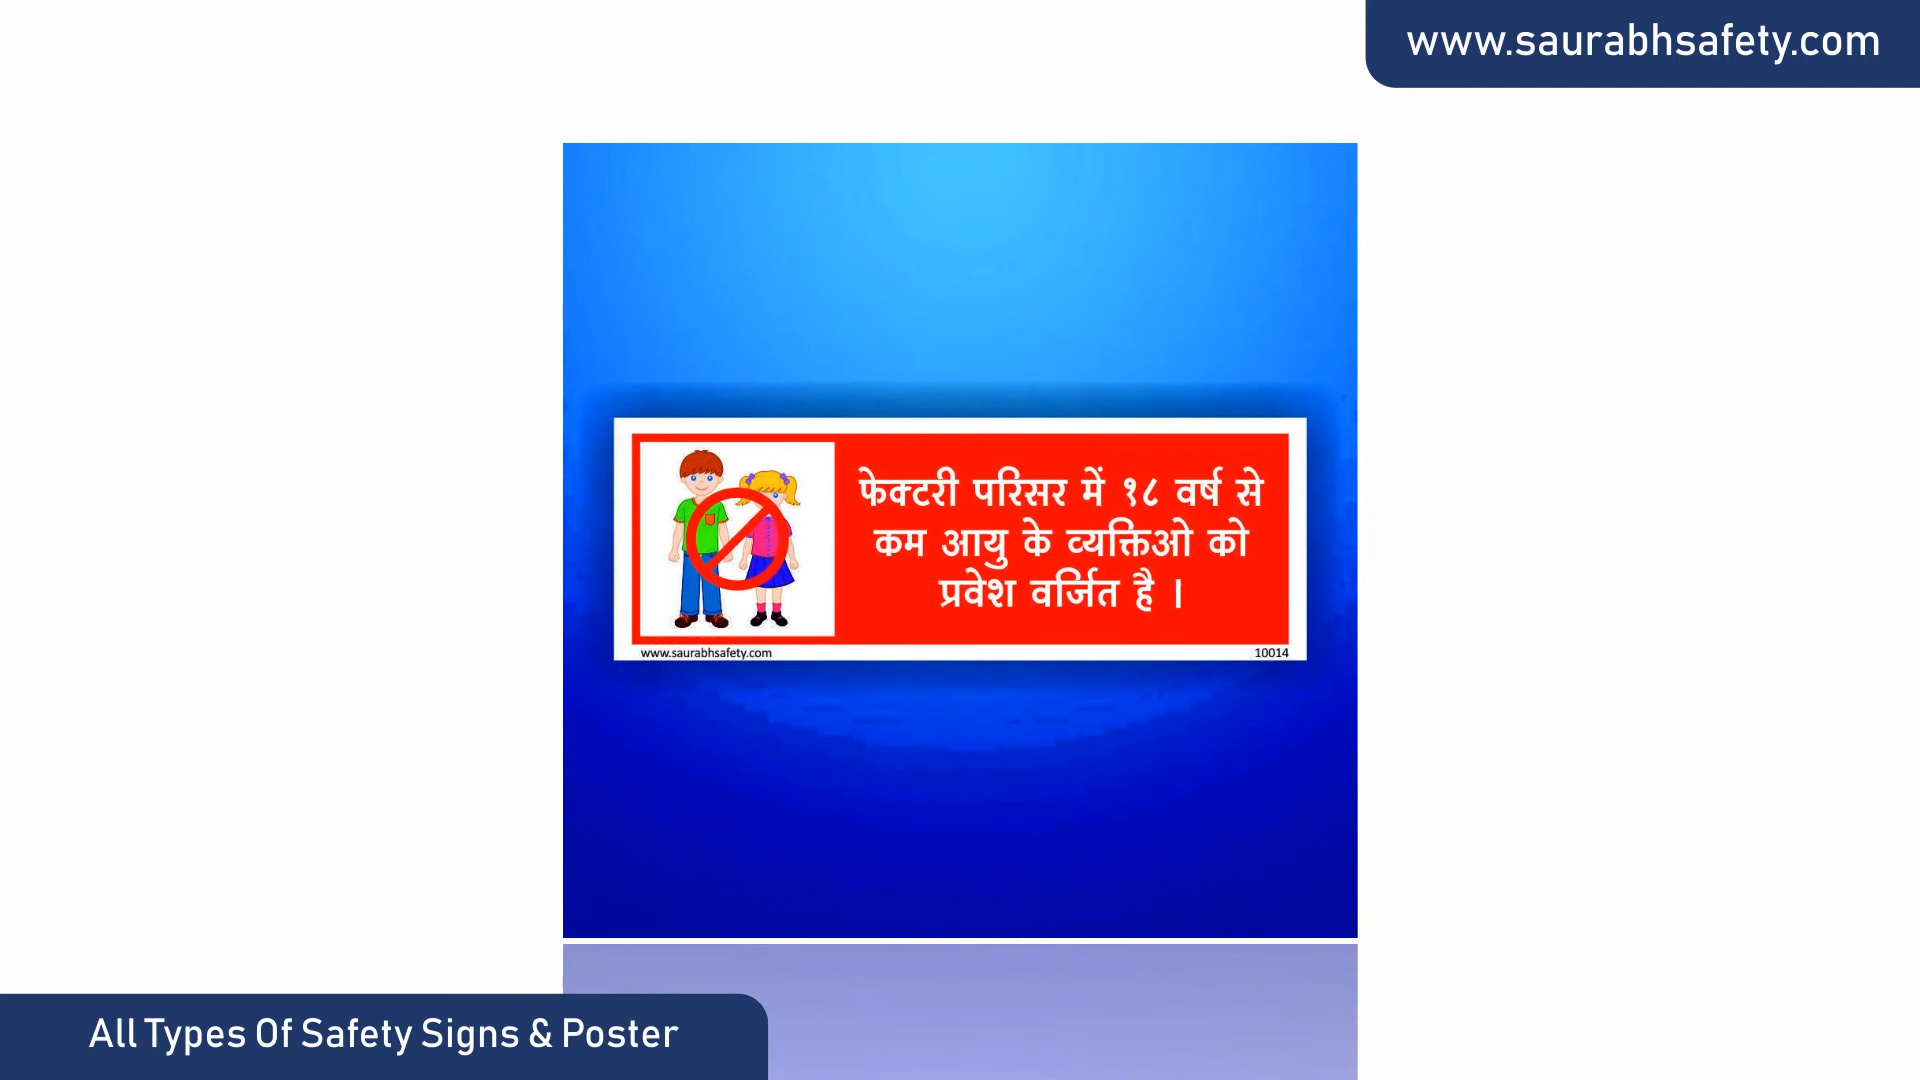 www.saurabhsafety.com
फेक्टरी परिसर में १८ वर्ष से
कम आयु के व्यक्तिओ को
प्रवेश वर्जित है ।
www.saurabhsafety.com
10014
All Types Of Safety Signs & Poster